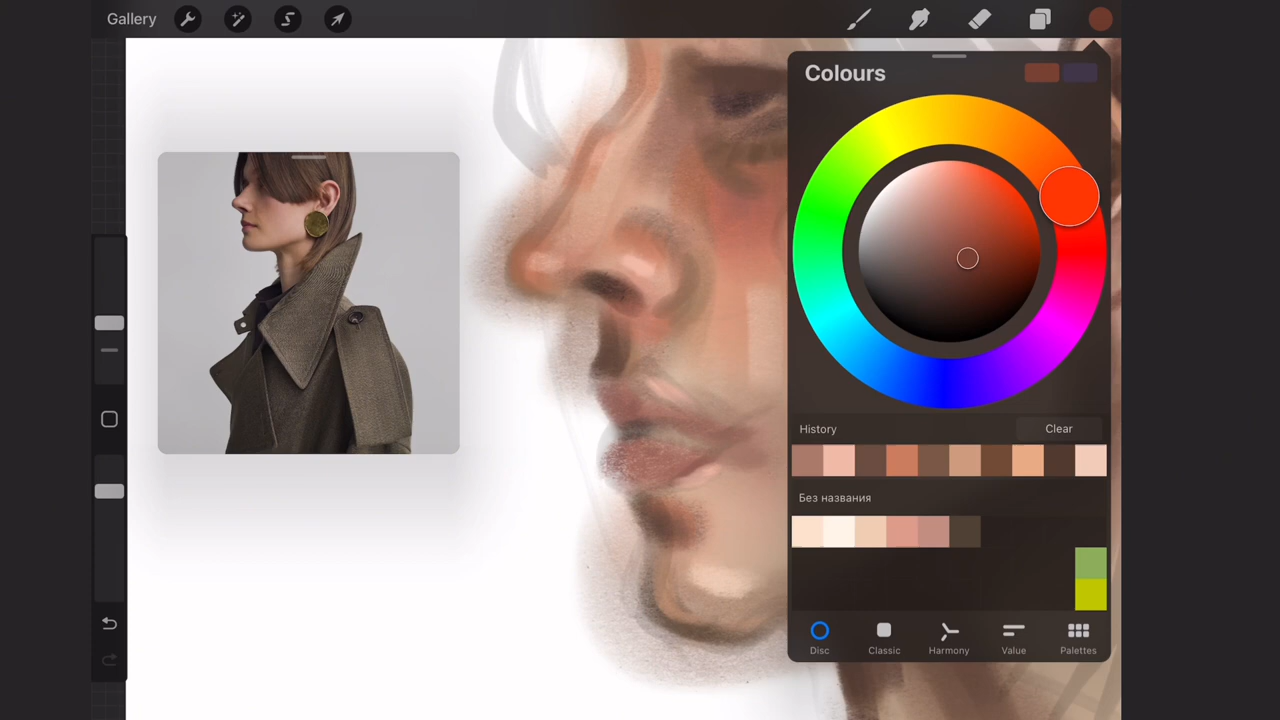 Gallery
Colours
History
Clear
Без названия
Disc
Classic
Harmony
Value
Palettes